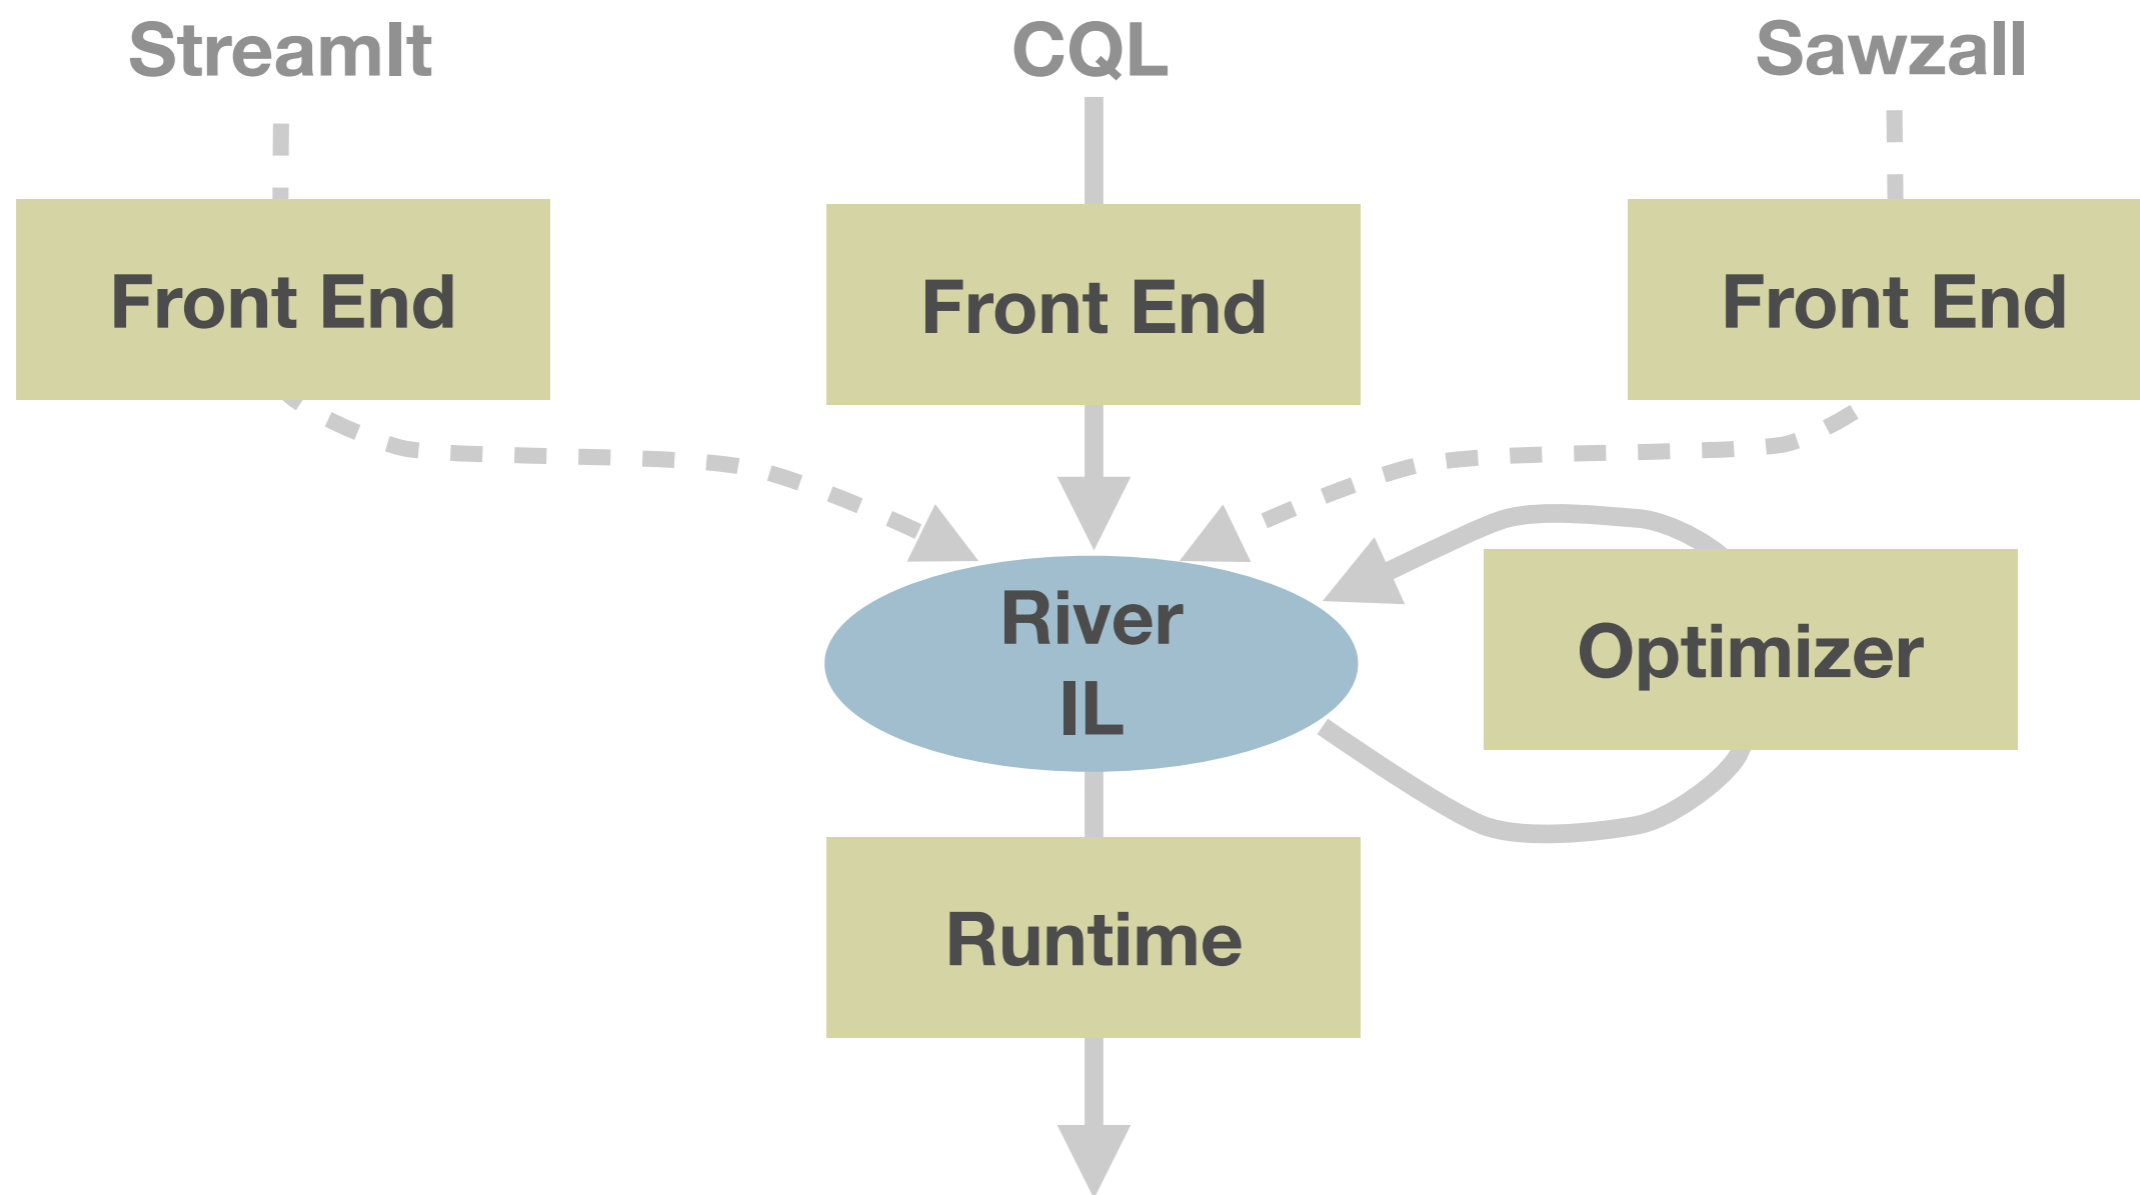 StreamIt
CQL
Sawzall
Front End
Front End
Front End
River
IL
Optimizer
Runtime